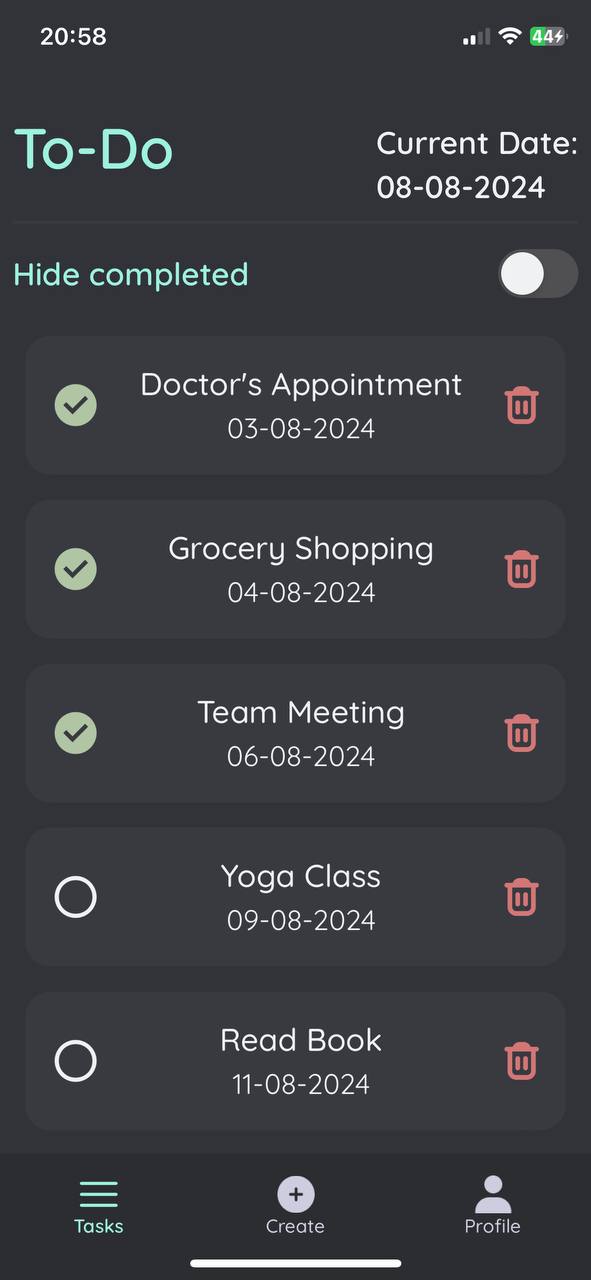 20:58
44
To-Do
Current Date:
08-08-2024
Hide completed
Doctor's Appointment
03-08-2024
Grocery Shopping
04-08-2024
Team Meeting
06-08-2024
Yoga Class
09-08-2024
Read Book
11-08-2024
Tasks
Create
Profile